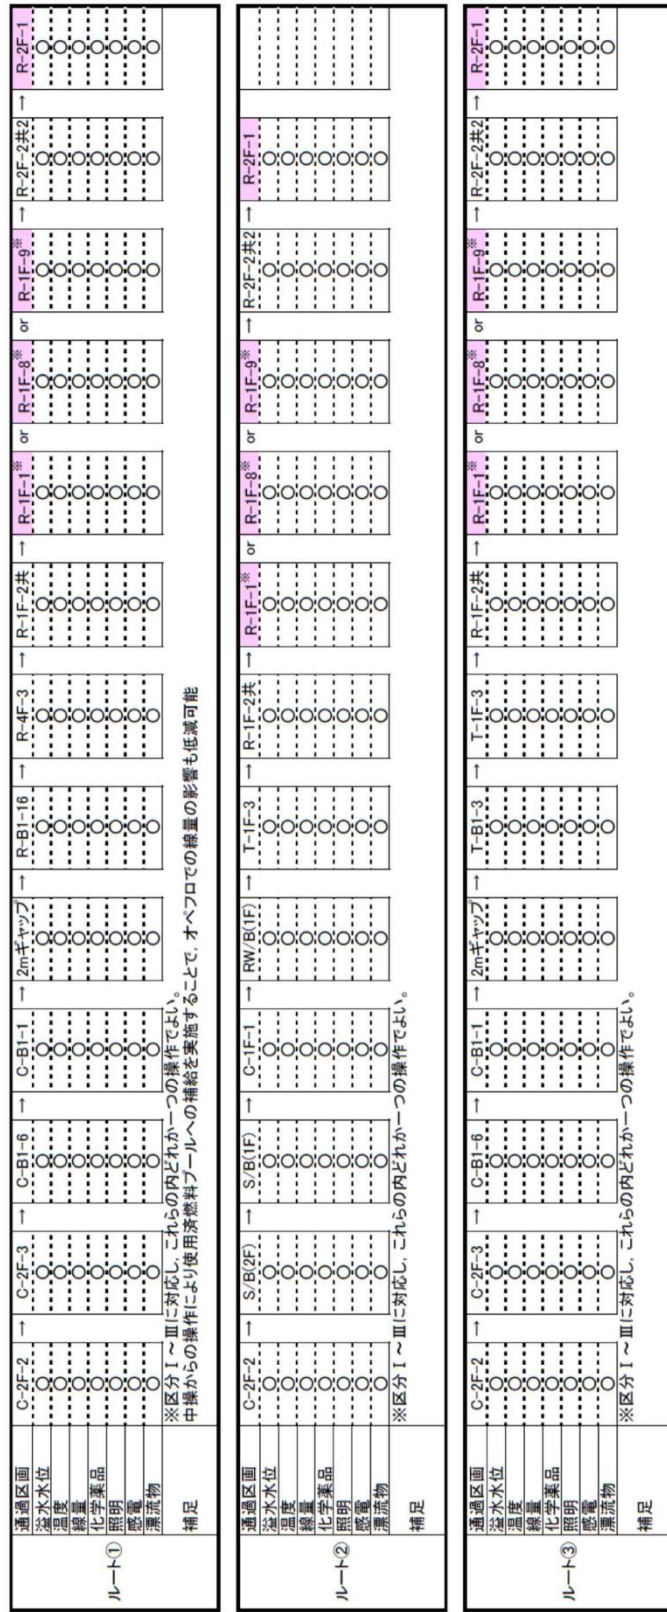 ルート①
通過区画 C-2F-2 → C-2F-3 → C-B1-6 → C-B1-1 → 2mギャップ → R-B1-16 → R-4F-3 → R-1F-2共 → R-1F-1※ or R-1F-8※ or R-1F-9※ → R-2F-2共2 → R-2F-1
溢水水位 ○ ○ ○ ○ ○ ○ ○ ○ ○ ○ ○ ○ ○
温度 ○ ○ ○ ○ ○ ○ ○ ○ ○ ○ ○ ○ ○
線量 ○ ○ ○ ○ ○ ○ ○ ○ ○ ○ ○ ○ ○
化学薬品 ○ ○ ○ ○ ○ ○ ○ ○ ○ ○ ○ ○ ○
照明 ○ ○ ○ ○ ○ ○ ○ ○ ○ ○ ○ ○ ○
感電 ○ ○ ○ ○ ○ ○ ○ ○ ○ ○ ○ ○ ○
漂流物 ○ ○ ○ ○ ○ ○ ○ ○ ○ ○ ○ ○ ○
補足 ※区分Ⅰ～Ⅲに対応し、これらの内どれか一つの操作でよい。
中操からの操作により使用済燃料プールへの補給を実施することで、オペフロでの線量の影響も低減可能
ルート②
通過区画 C-2F-2 → S/B(2F) → S/B(1F) → C-1F-1 → RW/B(1F) → T-1F-3 → R-1F-2共 → R-1F-1※ or R-1F-8※ or R-1F-9※ → R-2F-2共2 → R-2F-1
溢水水位 ○ ○ ○ ○ ○ ○ ○ ○ ○ ○ ○ ○
温度 ○ ○ ○ ○ ○ ○ ○ ○ ○ ○ ○ ○
線量 ○ ○ ○ ○ ○ ○ ○ ○ ○ ○ ○ ○
化学薬品 ○ ○ ○ ○ ○ ○ ○ ○ ○ ○ ○ ○
照明 ○ ○ ○ ○ ○ ○ ○ ○ ○ ○ ○ ○
感電 ○ ○ ○ ○ ○ ○ ○ ○ ○ ○ ○ ○
漂流物 ○ ○ ○ ○ ○ ○ ○ ○ ○ ○ ○ ○
補足 ※区分Ⅰ～Ⅲに対応し、これらの内どれか一つの操作でよい。
ルート③
通過区画 C-2F-2 → C-2F-3 → C-B1-6 → C-B1-1 → 2mギャップ → T-B1-3 → T-1F-3 → R-1F-2共 → R-1F-1※ or R-1F-8※ or R-1F-9※ → R-2F-2共2 → R-2F-1
溢水水位 ○ ○ ○ ○ ○ ○ ○ ○ ○ ○ ○ ○ ○
温度 ○ ○ ○ ○ ○ ○ ○ ○ ○ ○ ○ ○ ○
線量 ○ ○ ○ ○ ○ ○ ○ ○ ○ ○ ○ ○ ○
化学薬品 ○ ○ ○ ○ ○ ○ ○ ○ ○ ○ ○ ○ ○
照明 ○ ○ ○ ○ ○ ○ ○ ○ ○ ○ ○ ○ ○
感電 ○ ○ ○ ○ ○ ○ ○ ○ ○ ○ ○ ○ ○
漂流物 ○ ○ ○ ○ ○ ○ ○ ○ ○ ○ ○ ○ ○
補足 ※区分Ⅰ～Ⅲに対応し、これらの内どれか一つの操作でよい。